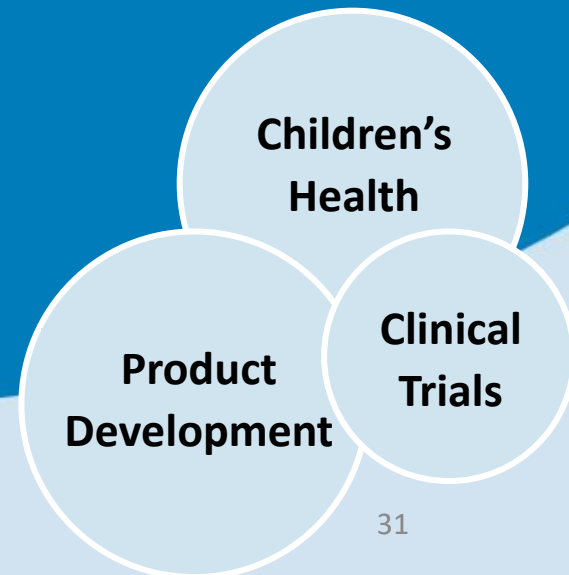 Children’s
Health
Clinical
Trials
Product
Development
31